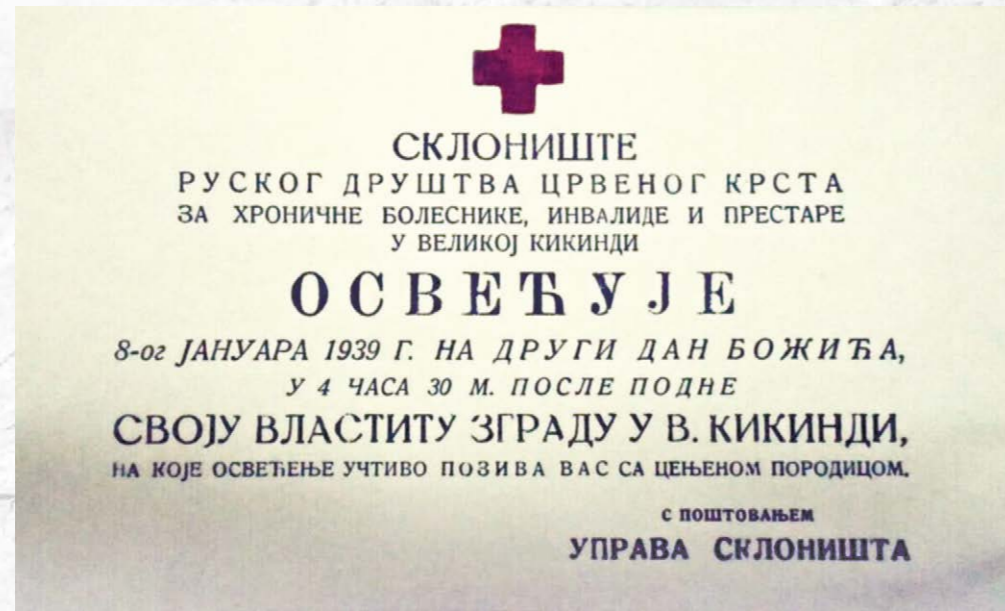 СКЛОНИШТЕ
РУСКОГ ДРУШТВА ЦРВЕНОГ КРСТА
ЗА ХРОНИЧНЕ БОЛЕСНИКЕ, ИНВАЛИДЕ И ПРЕСТАРЕ
У ВЕЛИКОЈ КИКИНДИ
ОСВЕЋУЈЕ
8-ог ЈАНУАРА 1939 Г. НА ДРУГИ ДАН БОЖИЋА,
У 4 ЧАСА 30 М. ПОСЛЕ ПОДНЕ
СВОЈУ ВЛАСТИТУ ЗГРАДУ У В. КИКИНДИ,
НА КОЈЕ ОСВЕЋЕЊЕ УЧТИВО ПОЗИВА ВАС СА ЦЕЊЕНОМ ПОРОДИЦОМ.
С ПОШТОВАЊЕМ
УПРАВА СКЛОНИШТА